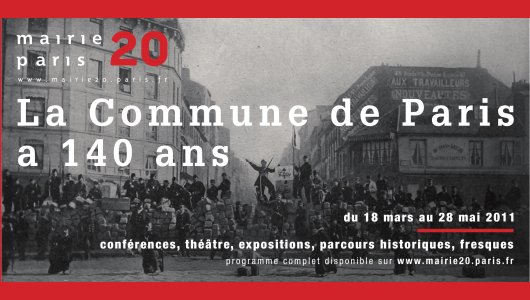 mairie 20
paris
www.mairie20.paris.fr
AUX TRAVAILLEURS
NOUVEAUTÉS
La Commune de Paris
a 140 ans
du 18 mars au 28 mai 2011
conférences, théâtre, expositions, parcours historiques, fresques
programme complet disponible sur www.mairie20.paris.fr